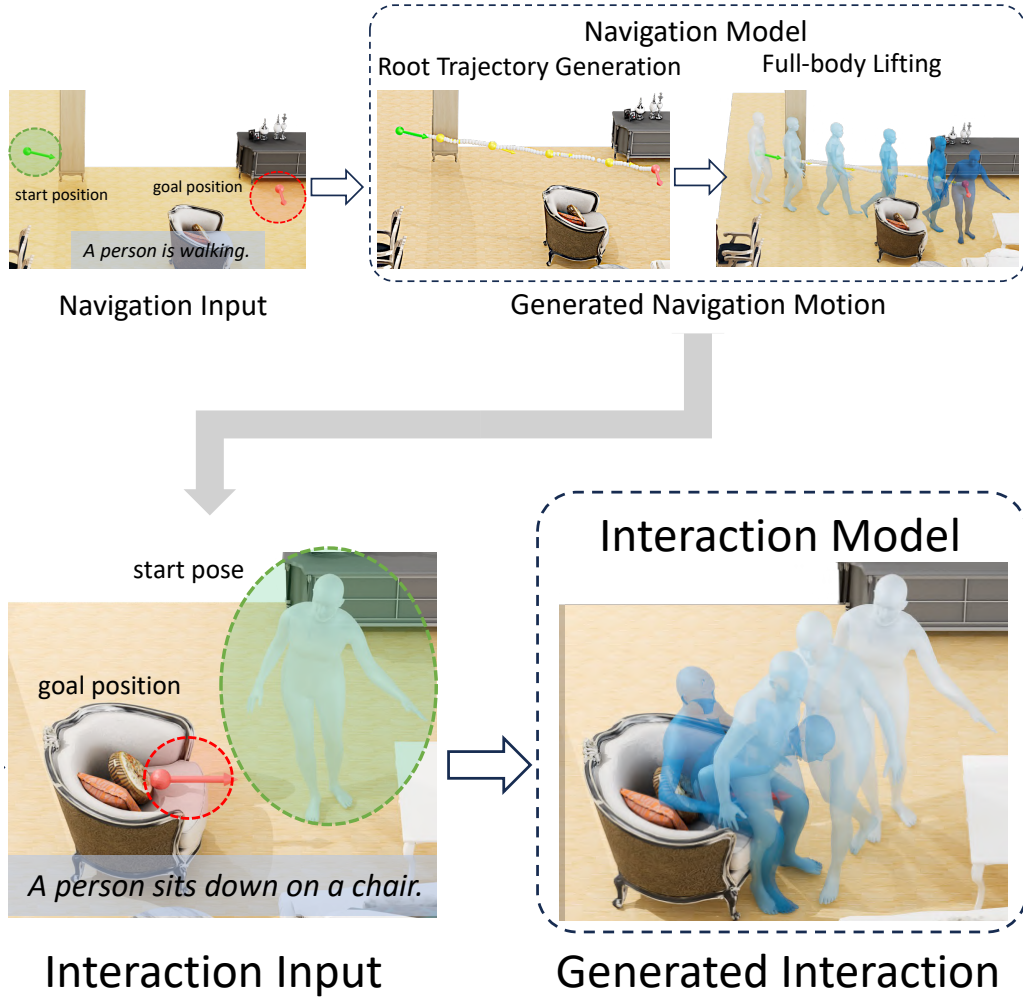 Navigation Model
Root Trajectory Generation
Full-body Lifting
start position
goal position
A person is walking.
Navigation Input
Generated Navigation Motion
start pose
goal position
A person sits down on a chair.
Interaction Input
Interaction Model
Generated Interaction